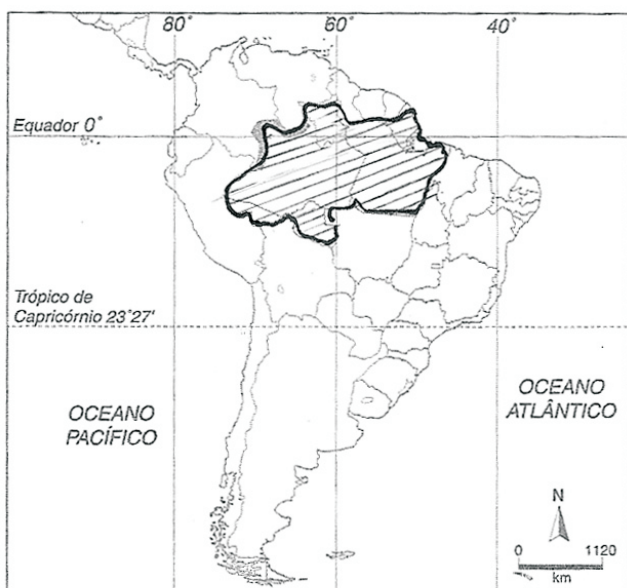 80° 60° 40°
Equador 0°
Trópico de
Capricórnio 23°27'
OCEANO
PACÍFICO
OCEANO
ATLÂNTICO
N
0 1120
km